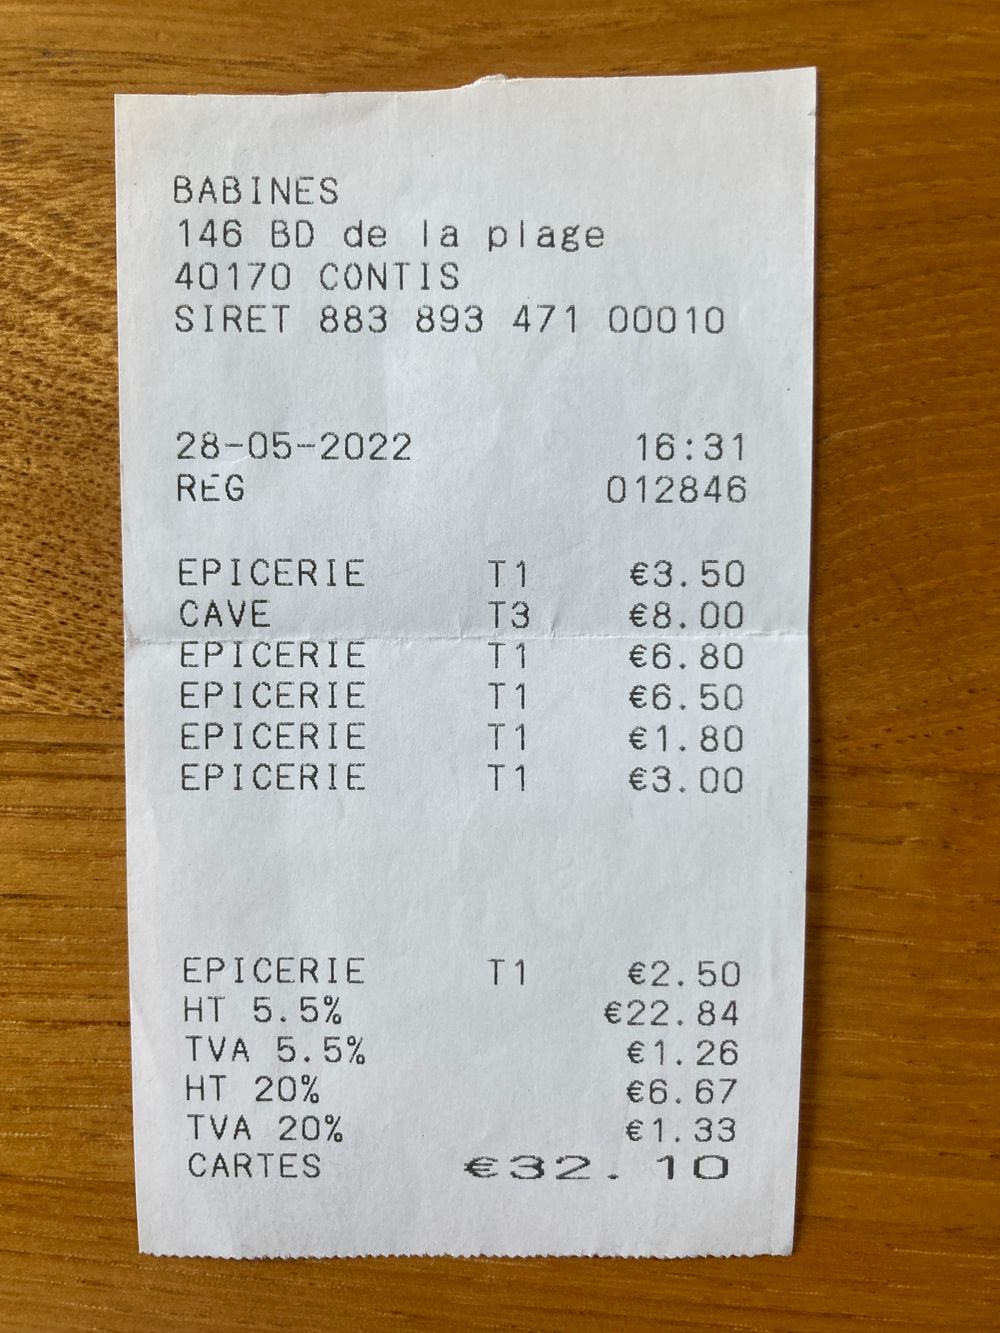 BABINES
146 BD de la plage
40170 CONTIS
SIRET 883 893 471 00010
28-05-2022 16:31
REG 012846
EPICERIE T1 €3.50
CAVE T3 €8.00
EPICERIE T1 €6.80
EPICERIE T1 €6.50
EPICERIE T1 €1.80
EPICERIE T1 €3.00
EPICERIE T1 €2.50
HT 5.5% €22.84
TVA 5.5% €1.26
HT 20% €6.67
TVA 20% €1.33
CARTES €32.10